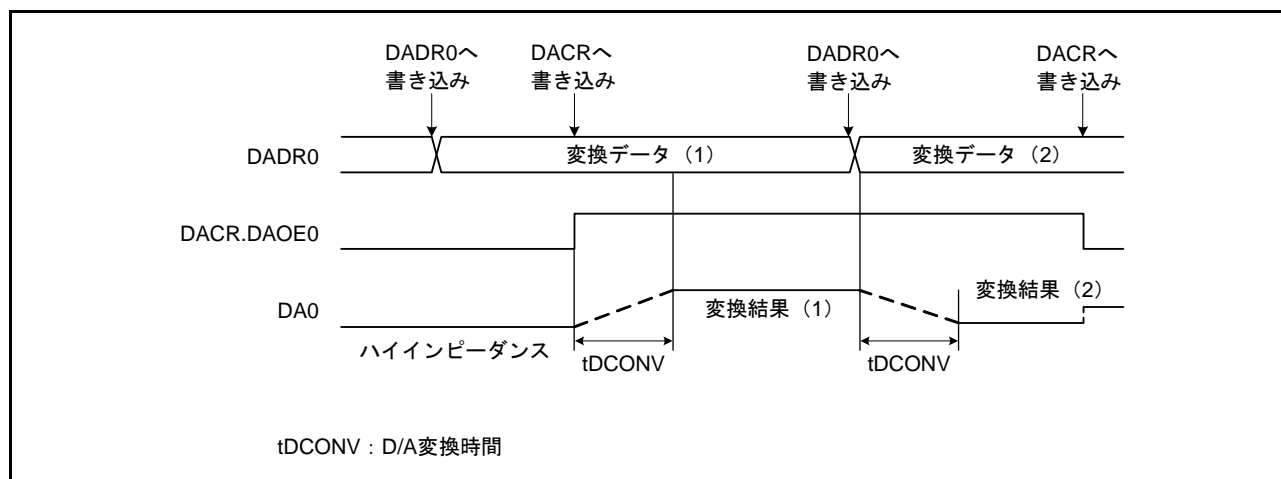 DADR0へ
書き込み
DACRへ
書き込み
DADR0へ
書き込み
DACRへ
書き込み
DADR0
変換データ（1）
変換データ（2）
DACR.DAOE0
DA0
変換結果（1）
変換結果（2）
ハイインピーダンス
tDCONV
tDCONV
tDCONV：D/A変換時間